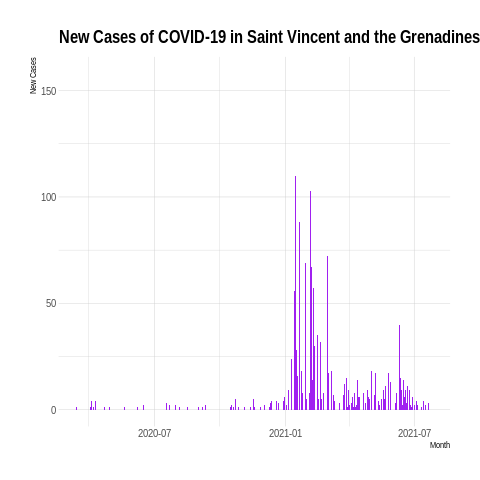 New Cases of COVID-19 in Saint Vincent and the Grenadines
New Cases
150
100
50
0
2020-07
2021-01
2021-07
Month